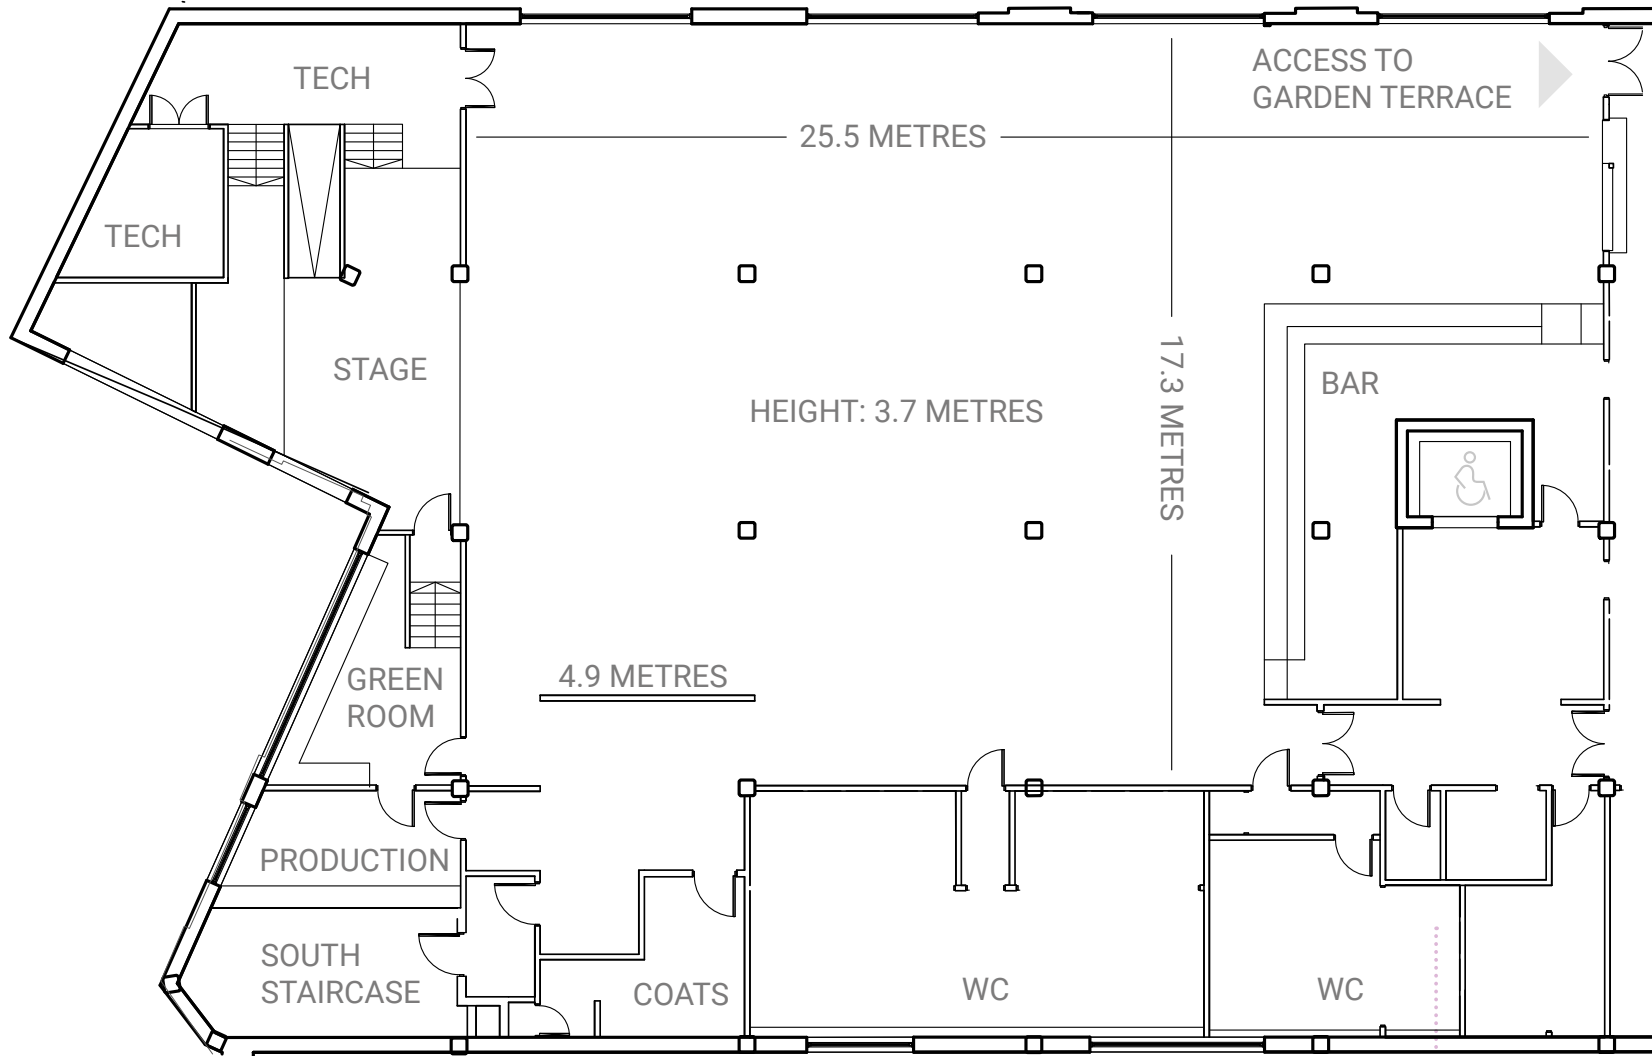 TECH
ACCESS TO
GARDEN TERRACE
25.5 METRES
TECH
STAGE
17.3 METRES
BAR
HEIGHT: 3.7 METRES
4.9 METRES
GREEN
ROOM
PRODUCTION
SOUTH
STAIRCASE
COATS
WC
WC